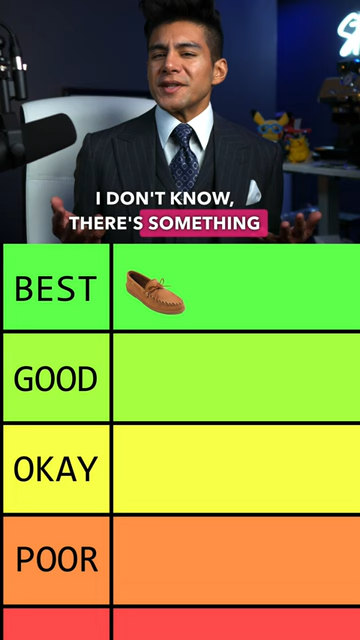 I DON'T KNOW,
THERE'S SOMETHING
BEST
GOOD
OKAY
POOR